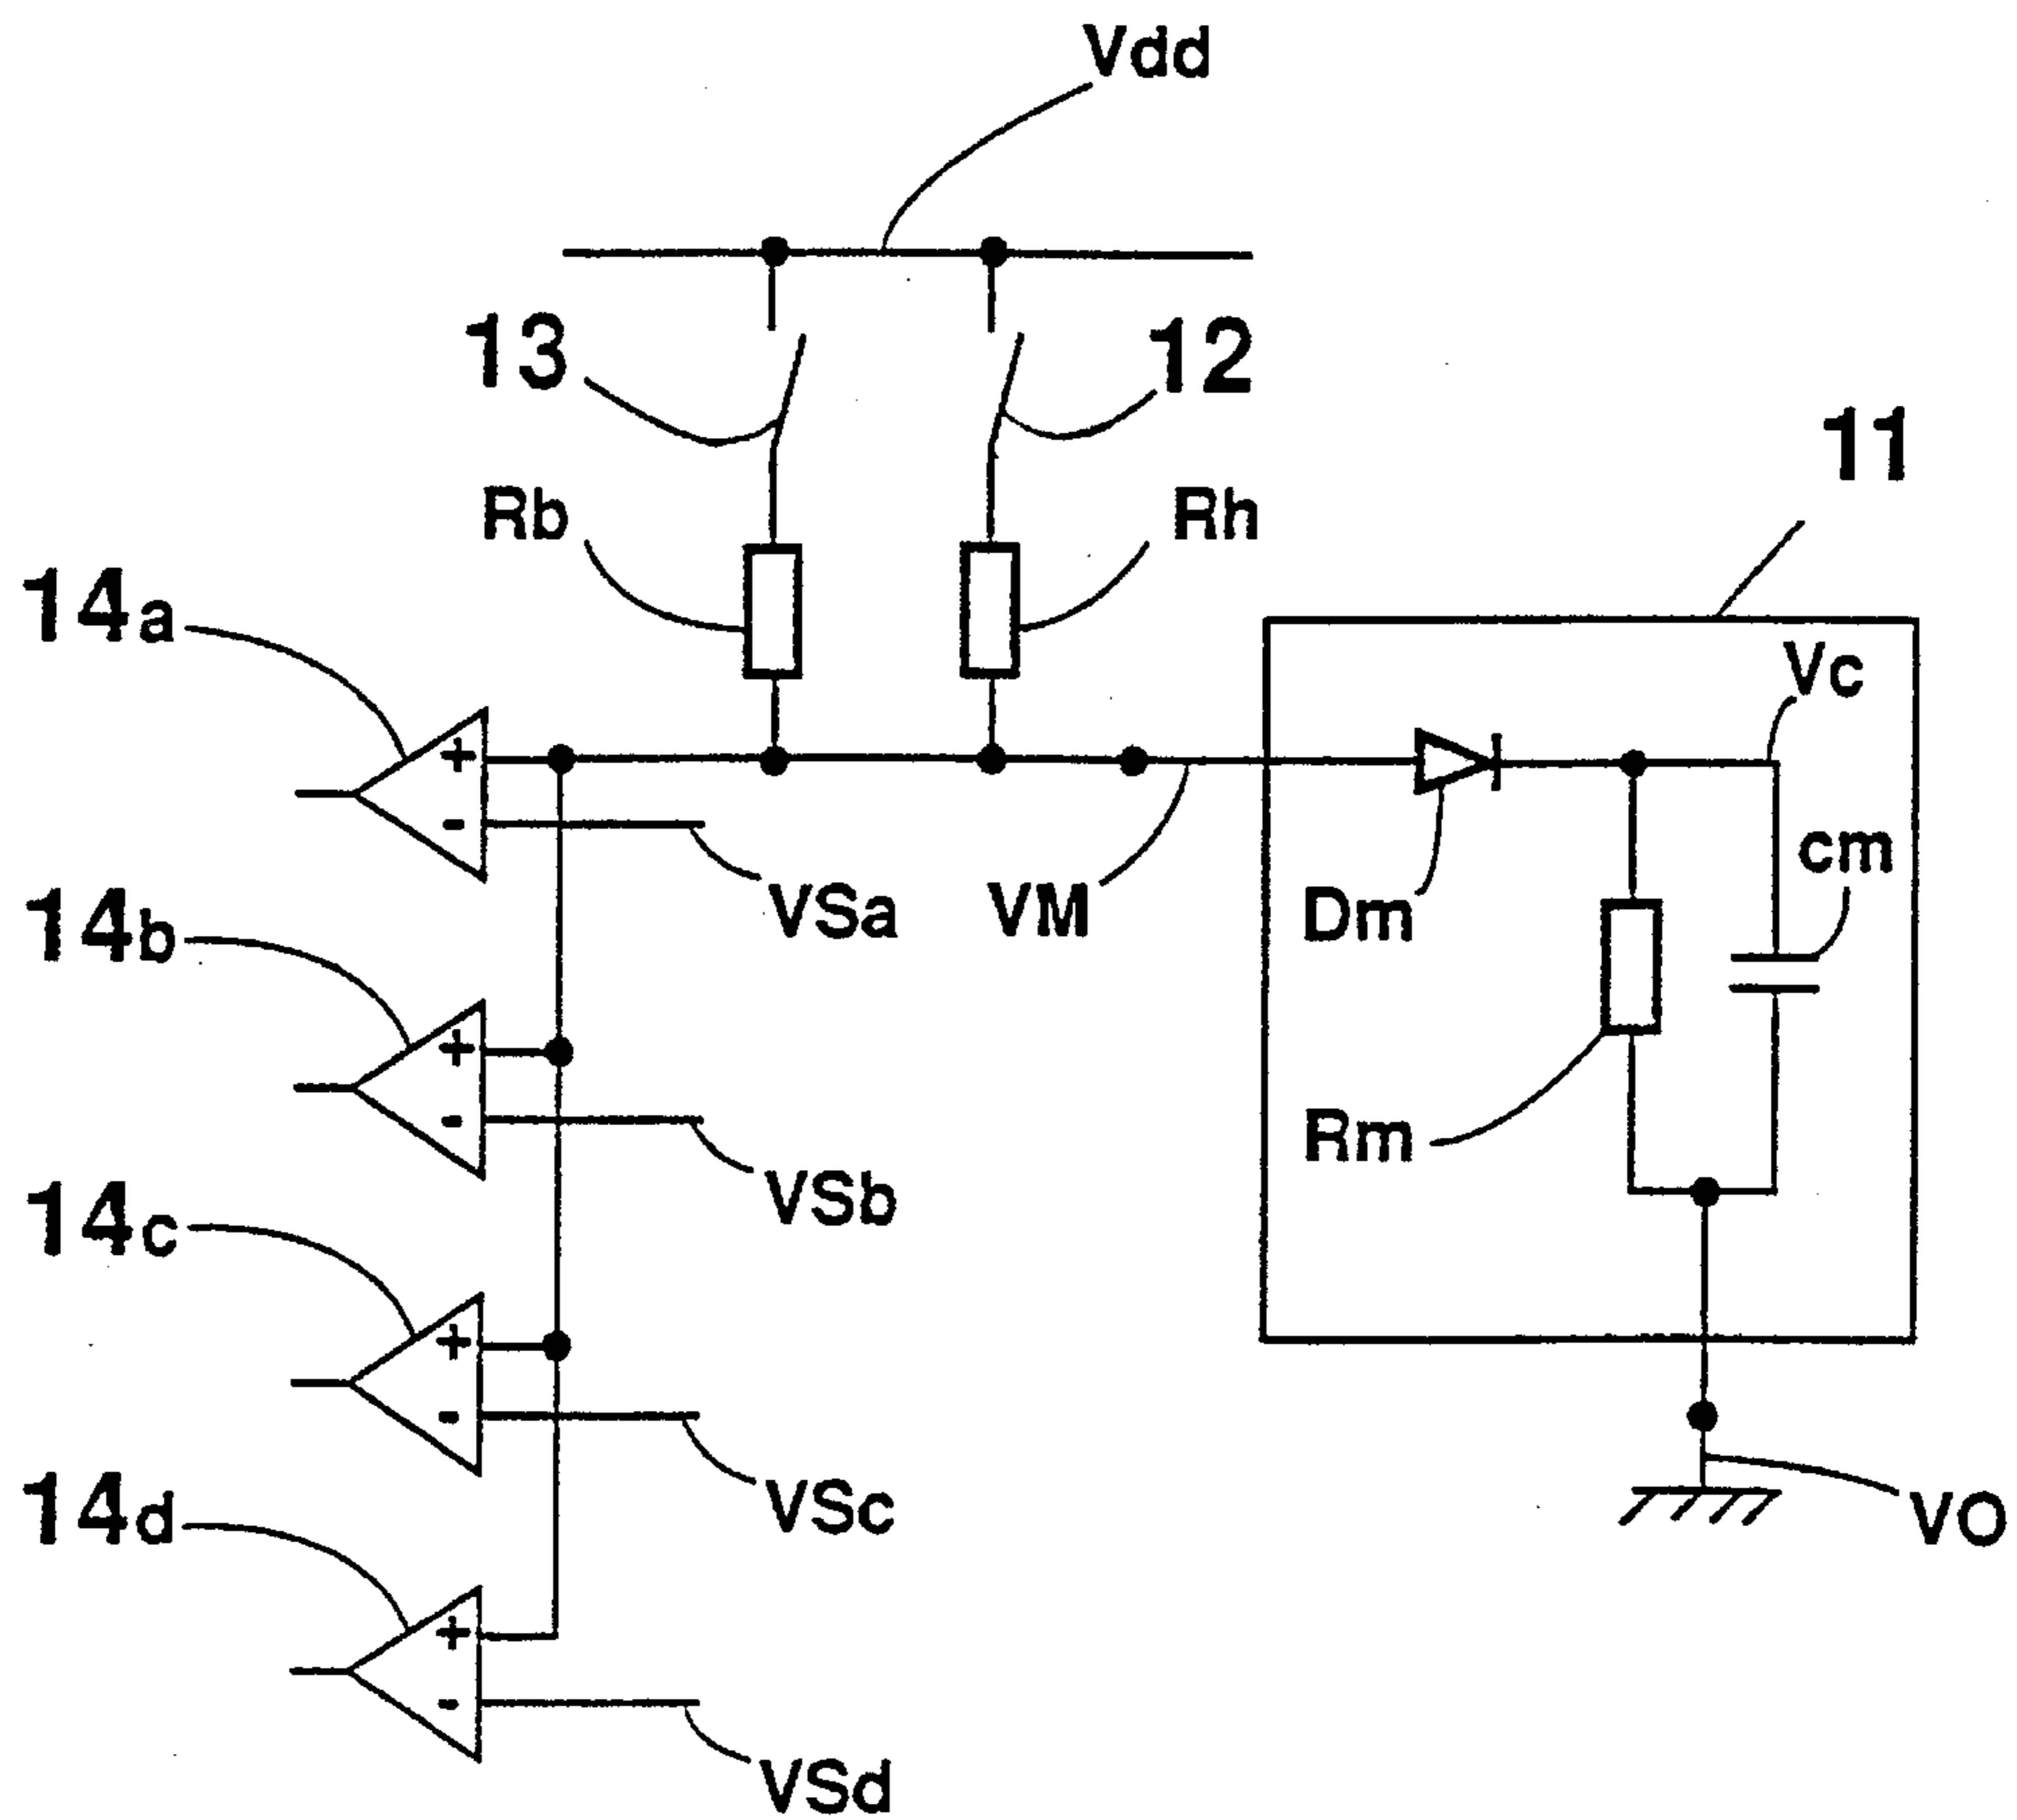 Vdd
13
12
11
Rb
Rh
14a
Vc
+
-
cm
VSa
VM
Dm
14b
+
-
Rm
VSb
14c
+
-
VSc
VO
14d
+
-
VSd